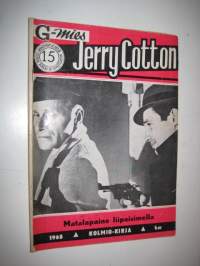 G-mies
Jerry Cotton
15
Matalapaine liipaisimella
1968 ▲ KOLMIO-KIRJA ▲